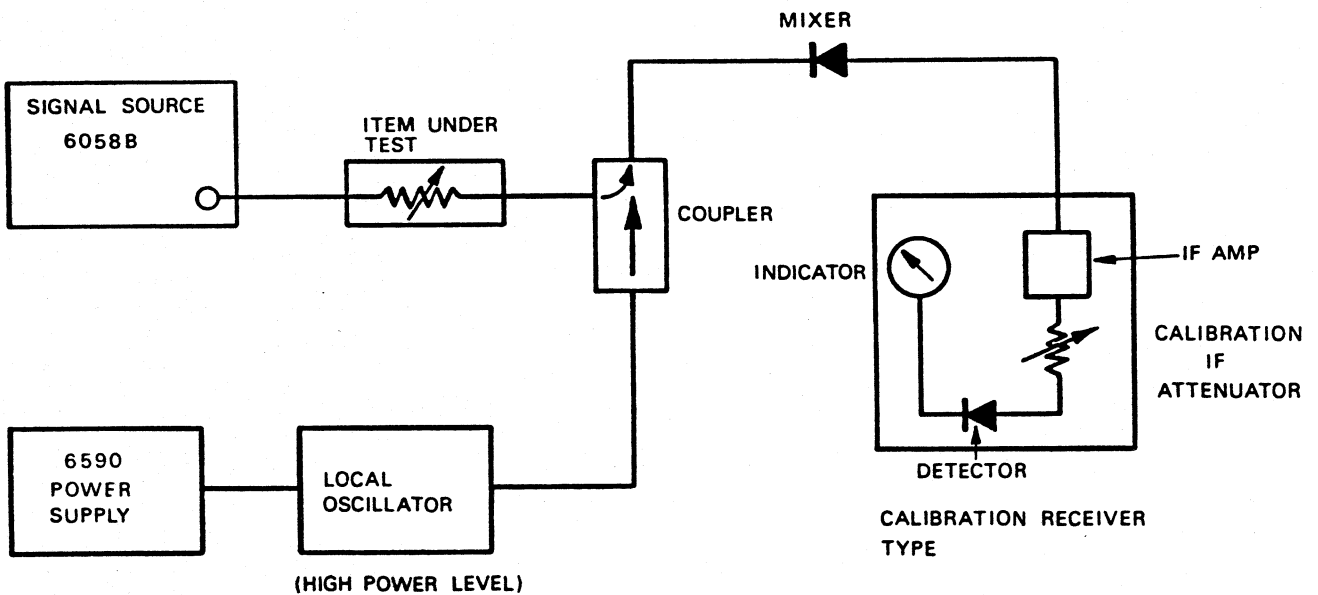 MIXER
SIGNAL SOURCE
6058B
ITEM UNDER
TEST
COUPLER
INDICATOR
IF AMP
CALIBRATION
IF
ATTENUATOR
DETECTOR
CALIBRATION RECEIVER
TYPE
6590
POWER
SUPPLY
LOCAL
OSCILLATOR
(HIGH POWER LEVEL)